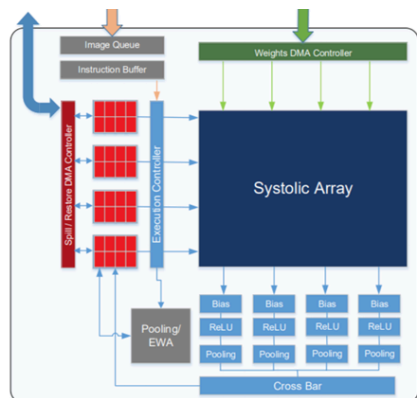 Image Queue
Weights DMA Controller
Instruction Buffer
Spill / Restore DMA Controller
Execution Controller
Systolic Array
Bias Bias Bias Bias
ReLU ReLU ReLU ReLU
Pooling Pooling Pooling Pooling
Pooling/
EWA
Cross Bar